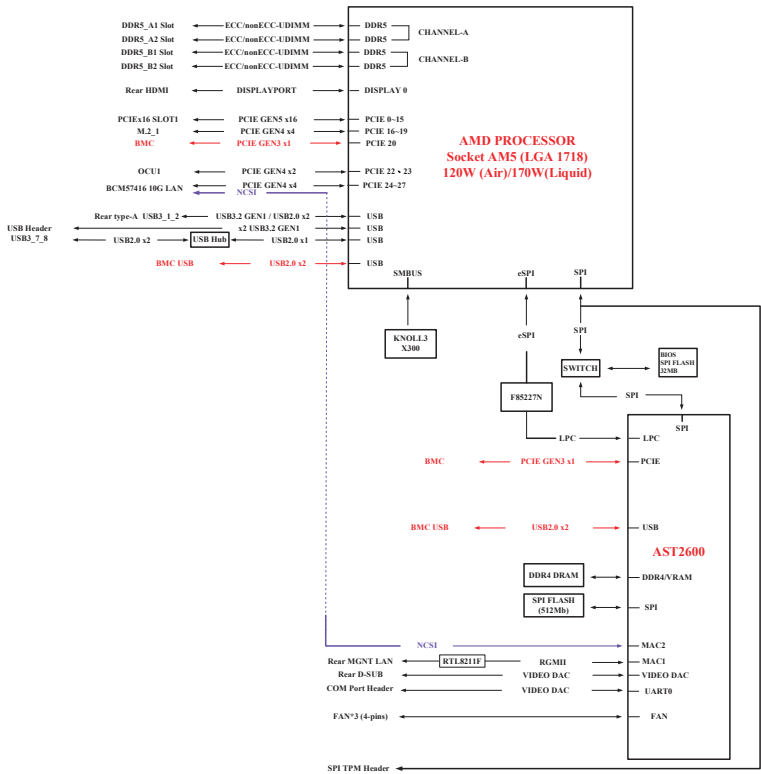 DDR5_A1 Slot ECC/nonECC-UDIMM DDR5
DDR5_A2 Slot ECC/nonECC-UDIMM DDR5
CHANNEL-A
DDR5_B1 Slot ECC/nonECC-UDIMM DDR5
DDR5_B2 Slot ECC/nonECC-UDIMM DDR5
CHANNEL-B
Rear HDMI DISPLAYPORT DISPLAY 0
PCIEx16 SLOT1 PCIE GEN5 x16 PCIE 0~15
M.2_1 PCIE GEN4 x4 PCIE 16~19
BMC PCIE GEN3 x1 PCIE 20
AMD PROCESSOR
Socket AM5 (LGA 1718)
120W (Air)/170W(Liquid)
OCU1 PCIE GEN4 x2 PCIE 22、23
BCM57416 10G LAN PCIE GEN4 x4 PCIE 24~27
NCSI
Rear type-A USB3_1_2 USB3.2 GEN1 / USB2.0 x2 USB
USB Header x2 USB3.2 GEN1 USB
USB3_7_8 USB2.0 x2 USB Hub USB2.0 x1 USB
BMC USB USB2.0 x2 USB
SMBUS eSPI SPI
KNOLL3
X300
eSPI
SPI
SWITCH
BIOS
SPI FLASH
32MB
F85227N
SPI
SPI
LPC LPC
BMC PCIE GEN3 x1 PCIE
BMC USB USB2.0 x2 USB
AST2600
DDR4 DRAM DDR4/VRAM
SPI FLASH
(512Mb)
SPI
NCSI MAC2
Rear MGNT LAN RTL8211F RGMII MAC1
Rear D-SUB VIDEO DAC VIDEO DAC
COM Port Header VIDEO DAC UART0
FAN*3 (4-pins) FAN
SPI TPM Header